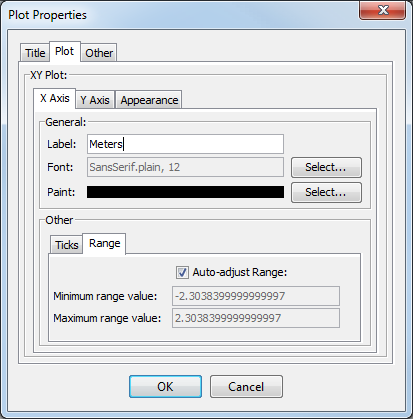 Plot Properties
Title Plot Other
XY Plot:
X Axis Y Axis Appearance
General:
Label: Meters
Font: SansSerif.plain, 12 Select...
Paint: Select...
Other
Ticks Range
Auto-adjust Range:
Minimum range value: -2.3038399999999997
Maximum range value: 2.3038399999999997
OK Cancel